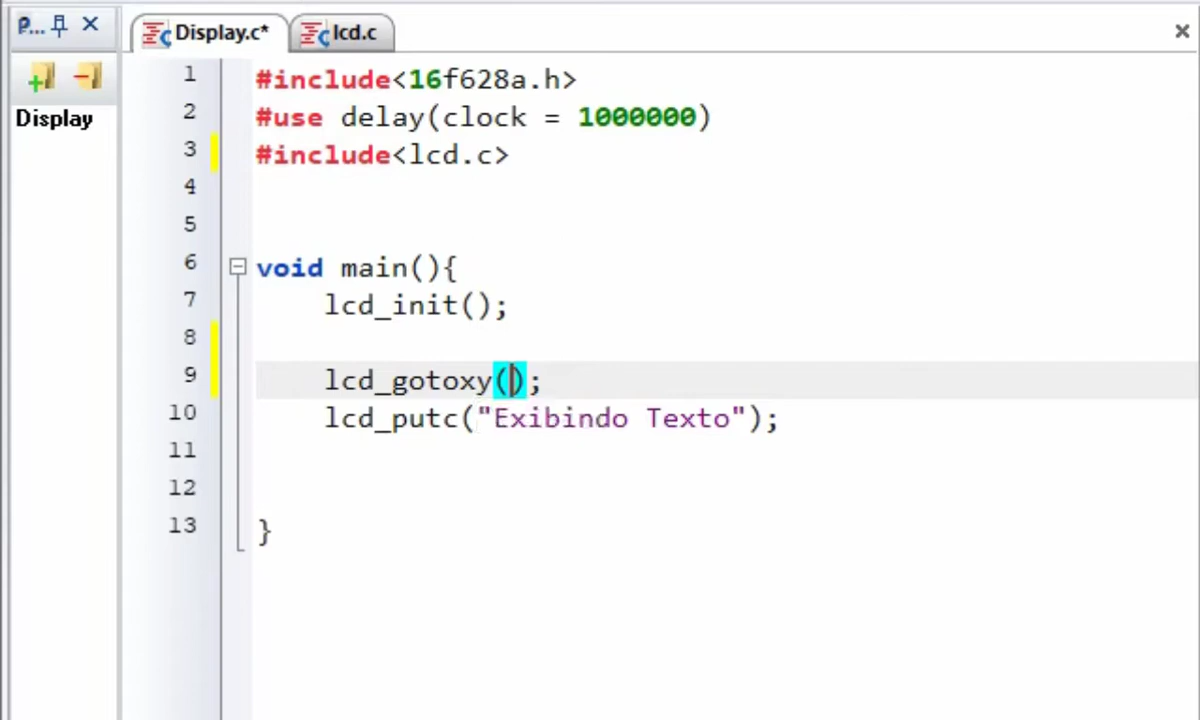 P...
Display.c*
lcd.c
Display
1 #include<16f628a.h>
2 #use delay(clock = 1000000)
3 #include<lcd.c>
4
5
6 void main(){
7 lcd_init();
8
9 lcd_gotoxy();
10 lcd_putc("Exibindo Texto");
11
12
13 }